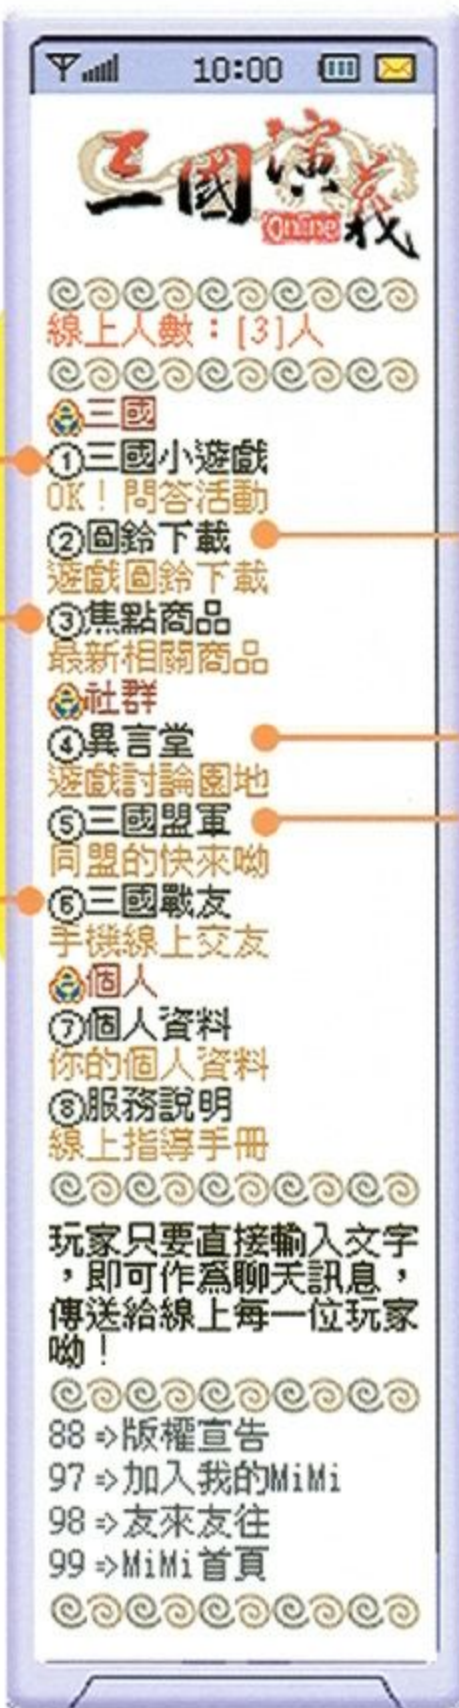 10:00
三國演義
Online
線上人數：[3]人
三國
①三國小遊戲
OK！問答活動
②圖鈴下載
遊戲圖鈴下載
③焦點商品
最新相關商品
社群
④異言堂
遊戲討論園地
⑤三國盟軍
同盟的快來呦
⑥三國戰友
手機線上交友
個人
⑦個人資料
你的個人資料
⑧服務説明
線上指導手冊
玩家只要直接輸入文字
，即可作為聊天訊息，
傳送給線上每一位玩家
呦！
88⇨版權宣告
97⇨加入我的MiMi
98⇨友來友往
99⇨MiMi首頁